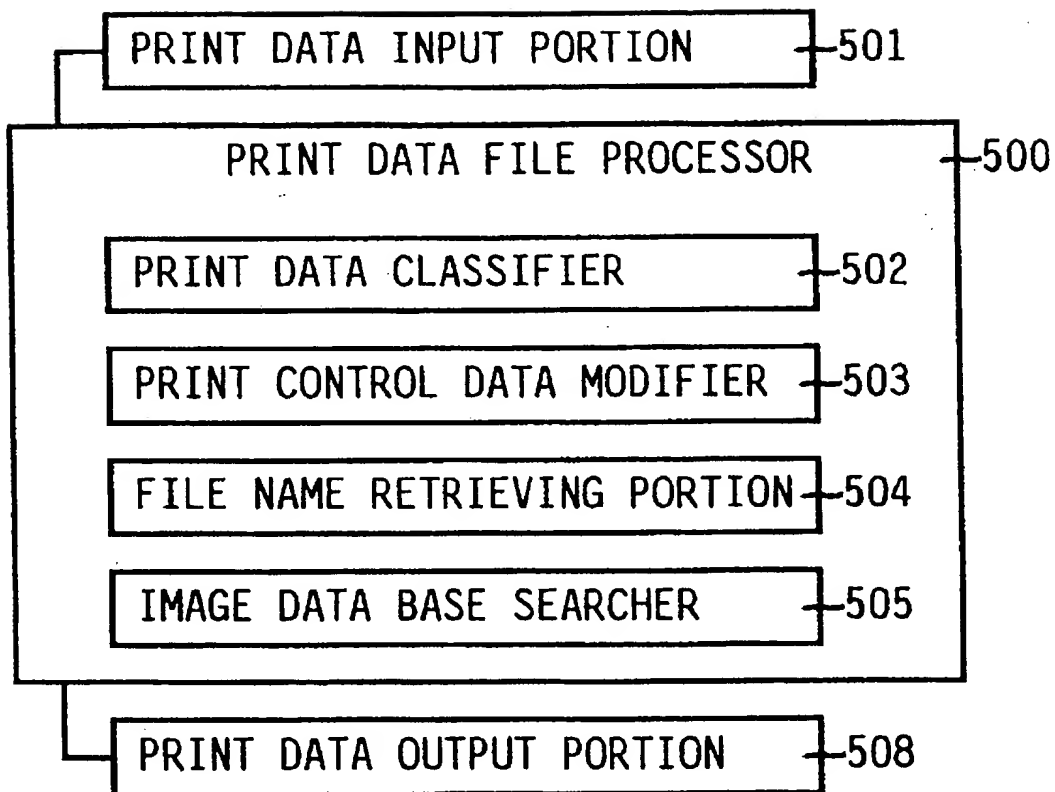 PRINT DATA INPUT PORTION 501
PRINT DATA FILE PROCESSOR 500
PRINT DATA CLASSIFIER 502
PRINT CONTROL DATA MODIFIER 503
FILE NAME RETRIEVING PORTION 504
IMAGE DATA BASE SEARCHER 505
PRINT DATA OUTPUT PORTION 508